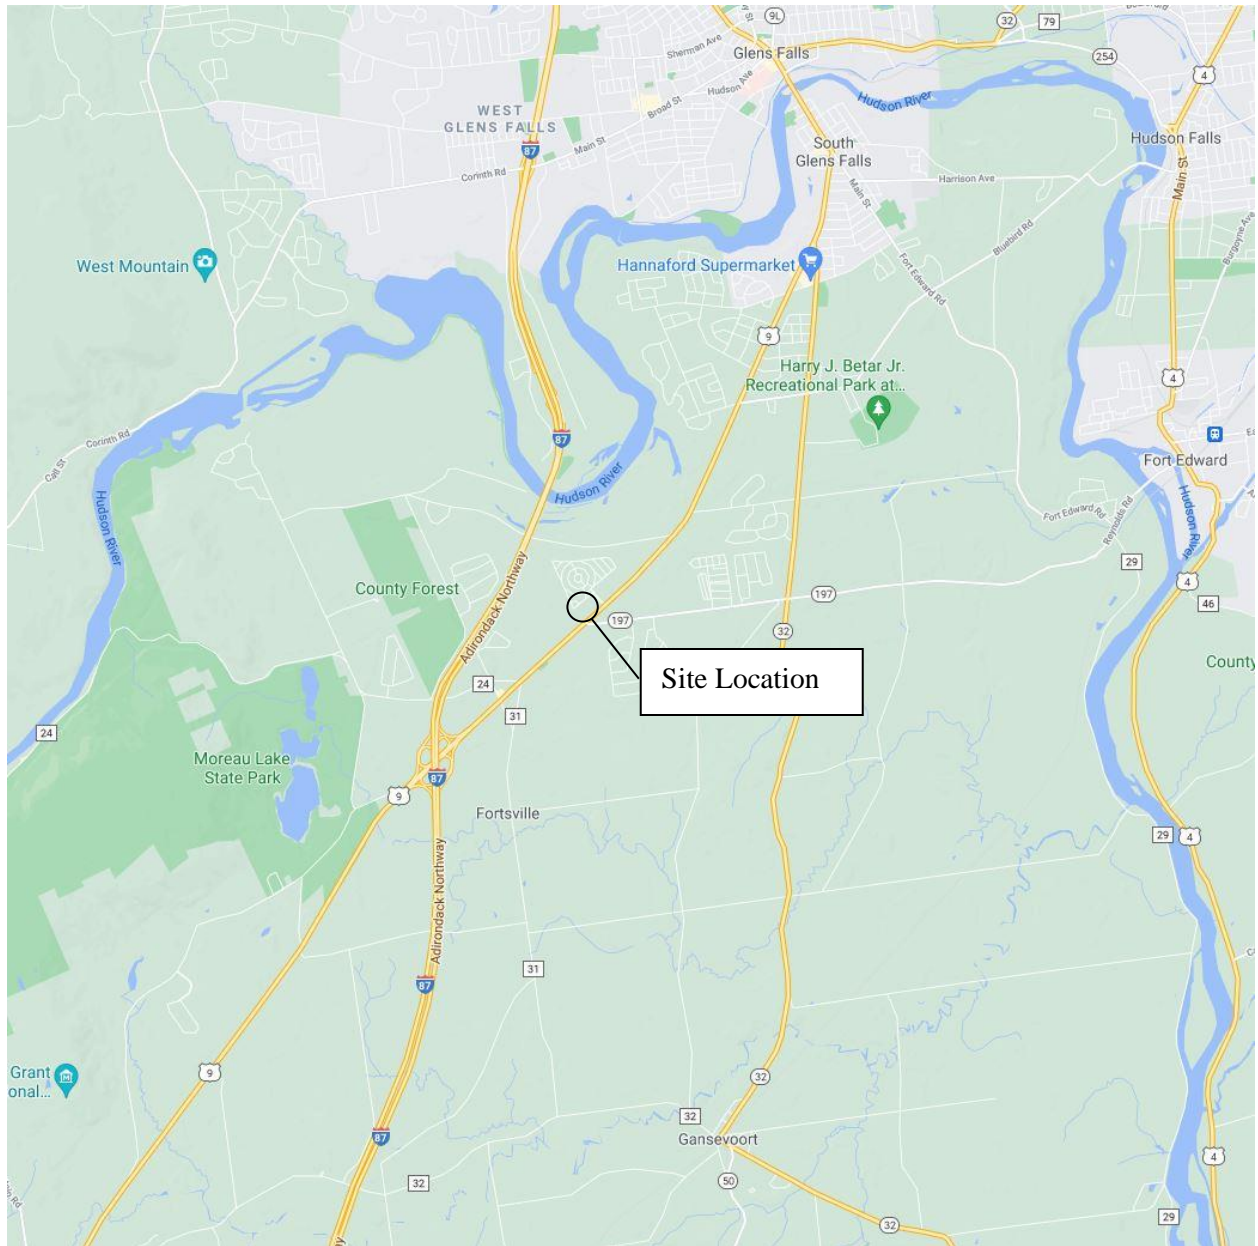 9L
32
79
Sherman Ave
Glens Falls
254
4
Hudson Ave
Broad St
Hudson River
WEST
GLENS FALLS
87
Main St
South
Glens Falls
Hudson Falls
Corinth Rd
Main St
Harrison Ave
Main St
Burgoyne Ave
Bluebird Rd
West Mountain
Hannaford Supermarket
Fort Edward Rd
9
Harry J. Betar Jr.
Recreational Park at...
4
Corinth Rd
87
Call St
Fort Edward
Hudson River
Hudson River
Hudson River
Fort Edward Rd
Reynolds Rd
29
County Forest
Adirondack Northway
4
197
197
46
32
County
Site Location
24
31
24
Moreau Lake
State Park
87
9
Fortsville
29
4
Adirondack Northway
31
87
Grant
onal...
9
32
32
Gansevoort
87
4
32
50
29
32